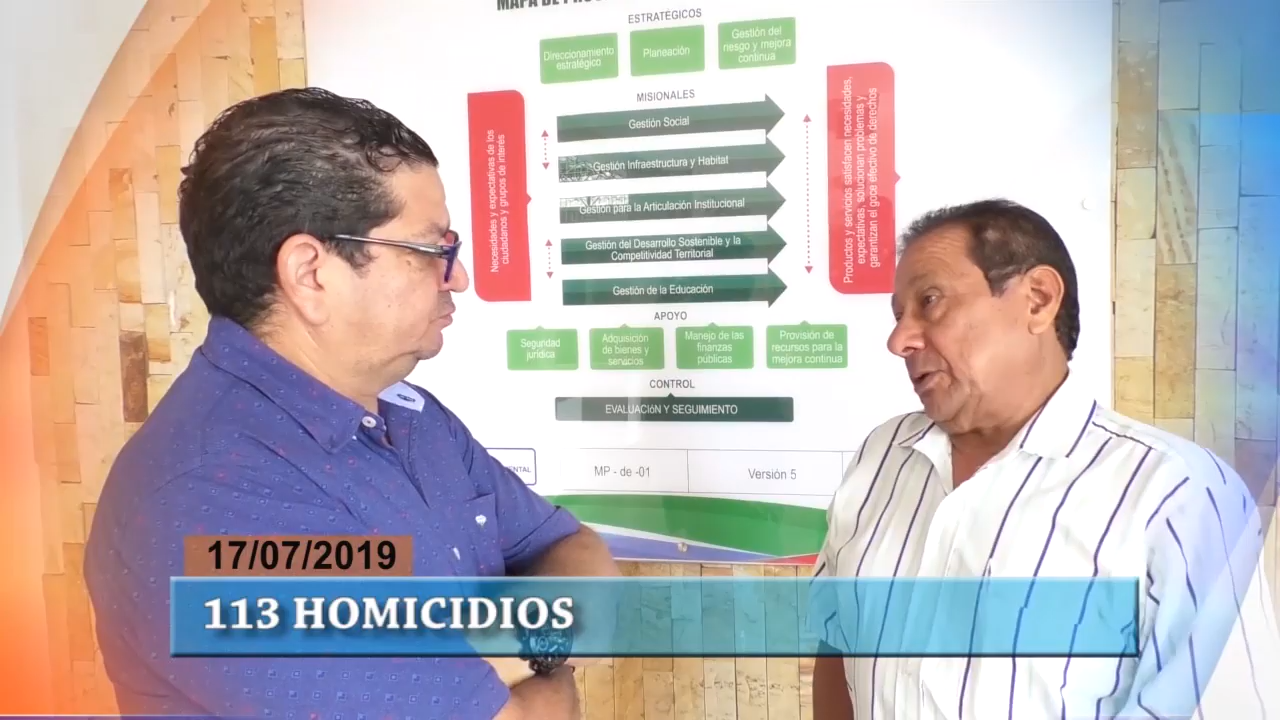 MAPA DE
ESTRATÉGICOS
Direccionamiento
estratégico
Planeación
Gestión del
riesgo y mejora
continua
MISIONALES
Necesidades y expectativas de los
ciudadanos y grupos de interés
Gestión Social
Gestión Infraestructura y Habitat
Gestión para la Articulación Institucional
Gestión del Desarrollo Sostenible y la
Competitividad Territorial
Gestión de la Educación
Productos y servicios satisfacen necesidades,
expectativas, solucionan problemas y
garantizan el goce efectivo de derechos
APOYO
Seguridad
jurídica
Adquisición
de bienes y
servicios
Manejo de las
finanzas
públicas
Provisión de
recursos para la
mejora continua
CONTROL
EVALUACIóN Y SEGUIMIENTO
MP - de -01
Versión 5
17/07/2019
113 HOMICIDIOS